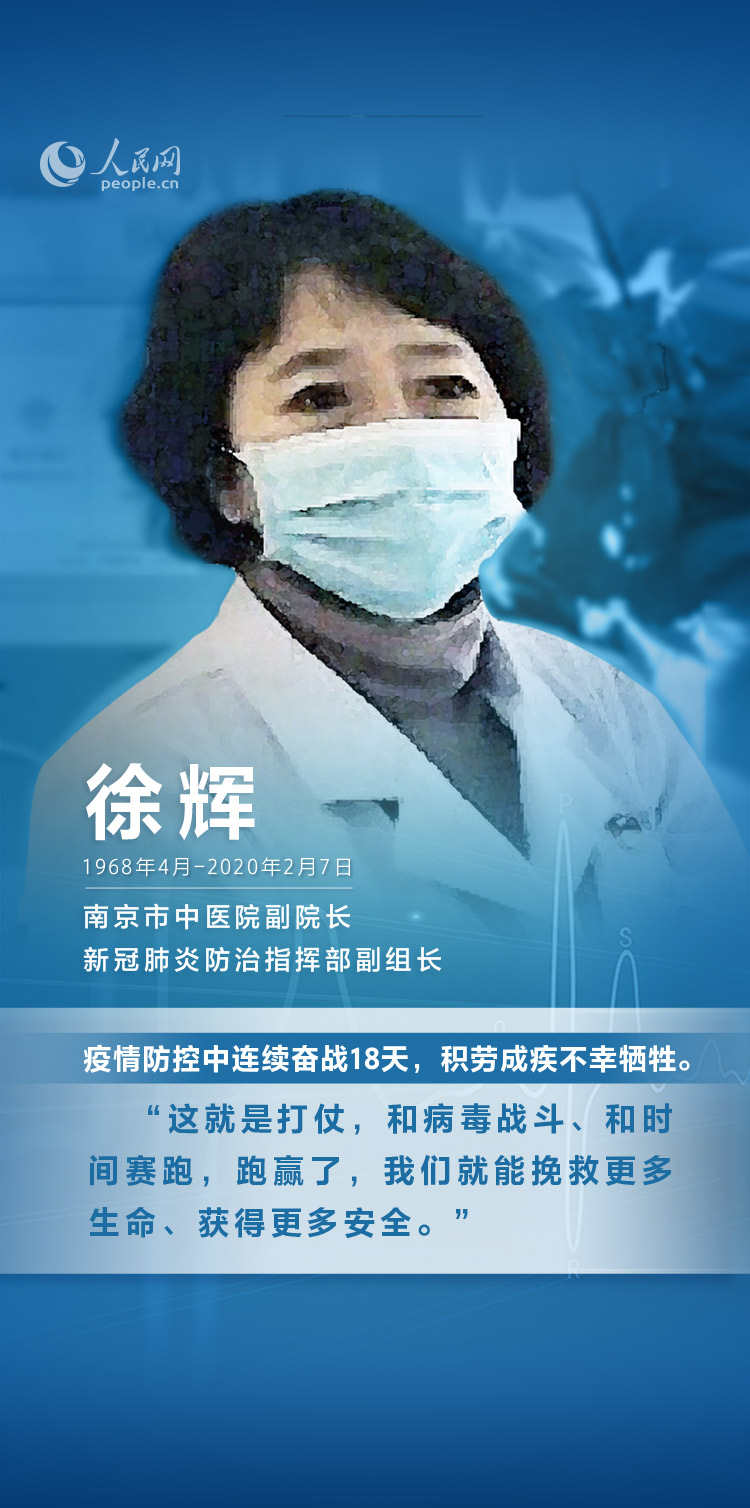 人民网
people.cn
徐辉
1968年4月-2020年2月7日
南京市中医院副院长
新冠肺炎防治指挥部副组长
P
S
疫情防控中连续奋战18天，积劳成疾不幸牺牲。
“这就是打仗，和病毒战斗、和时
间赛跑，跑赢了，我们就能挽救更多
生命、获得更多安全。”
R